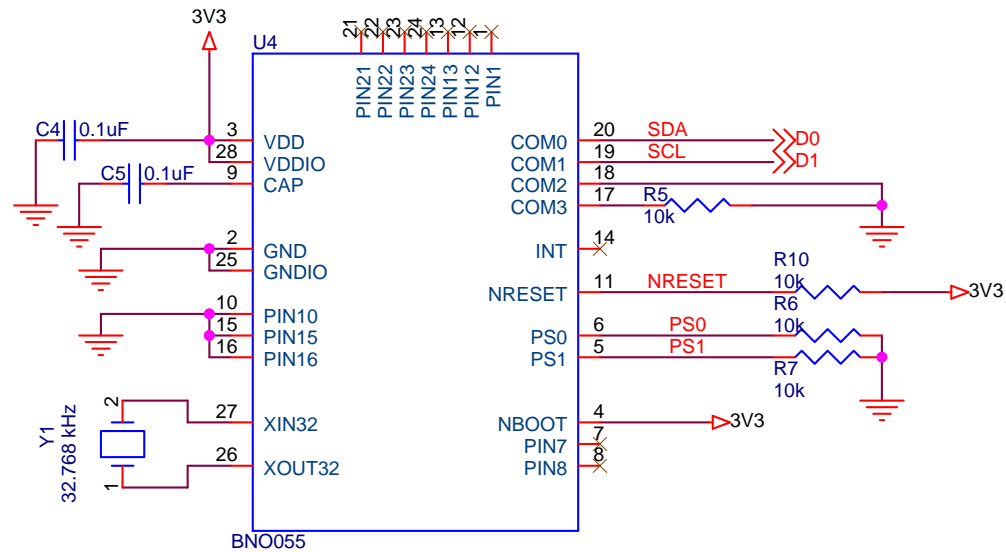 3V3
U4
21
22
23
24
13
12
1
PIN21
PIN22
PIN23
PIN24
PIN13
PIN12
PIN1
C4
0.1uF
3
VDD
28
VDDIO
C5
0.1uF
9
CAP
2
GND
25
GNDIO
10
PIN10
15
PIN15
16
PIN16
2
27
XIN32
Y1
32.768 kHz
26
XOUT32
1
COM0
20
SDA
D0
COM1
19
SCL
D1
COM2
18
COM3
17
R5
10k
INT
14
NRESET
11
NRESET
R10
10k
3V3
PS0
6
PS0
R6
10k
PS1
5
PS1
R7
10k
NBOOT
4
3V3
PIN7
7
PIN8
8
BNO055